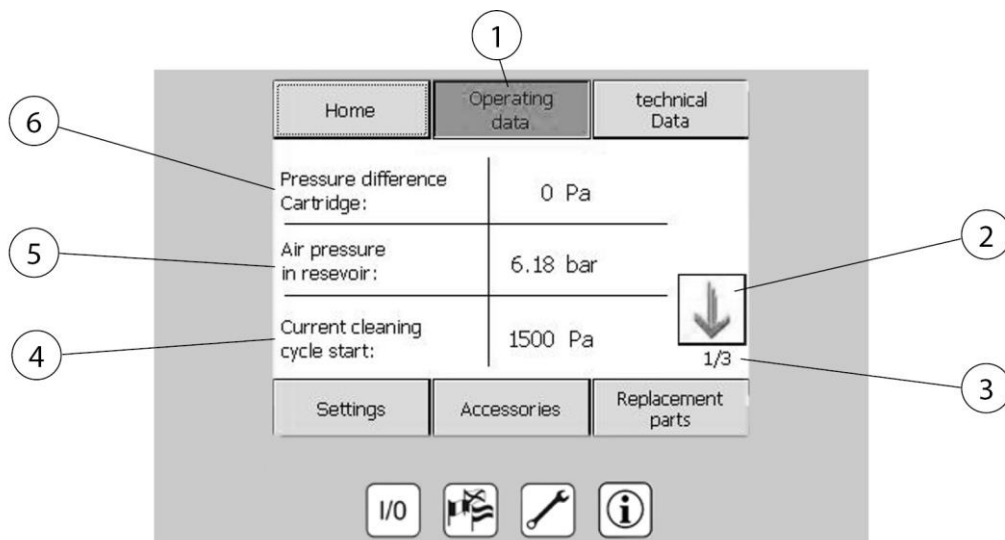 1
Home
Operating
data
technical
Data
6
Pressure difference
Cartridge:
0 Pa
5
Air pressure
in resevoir:
6.18 bar
2
4
Current cleaning
cycle start:
1500 Pa
1/3
3
Settings
Accessories
Replacement
parts
I/0
i